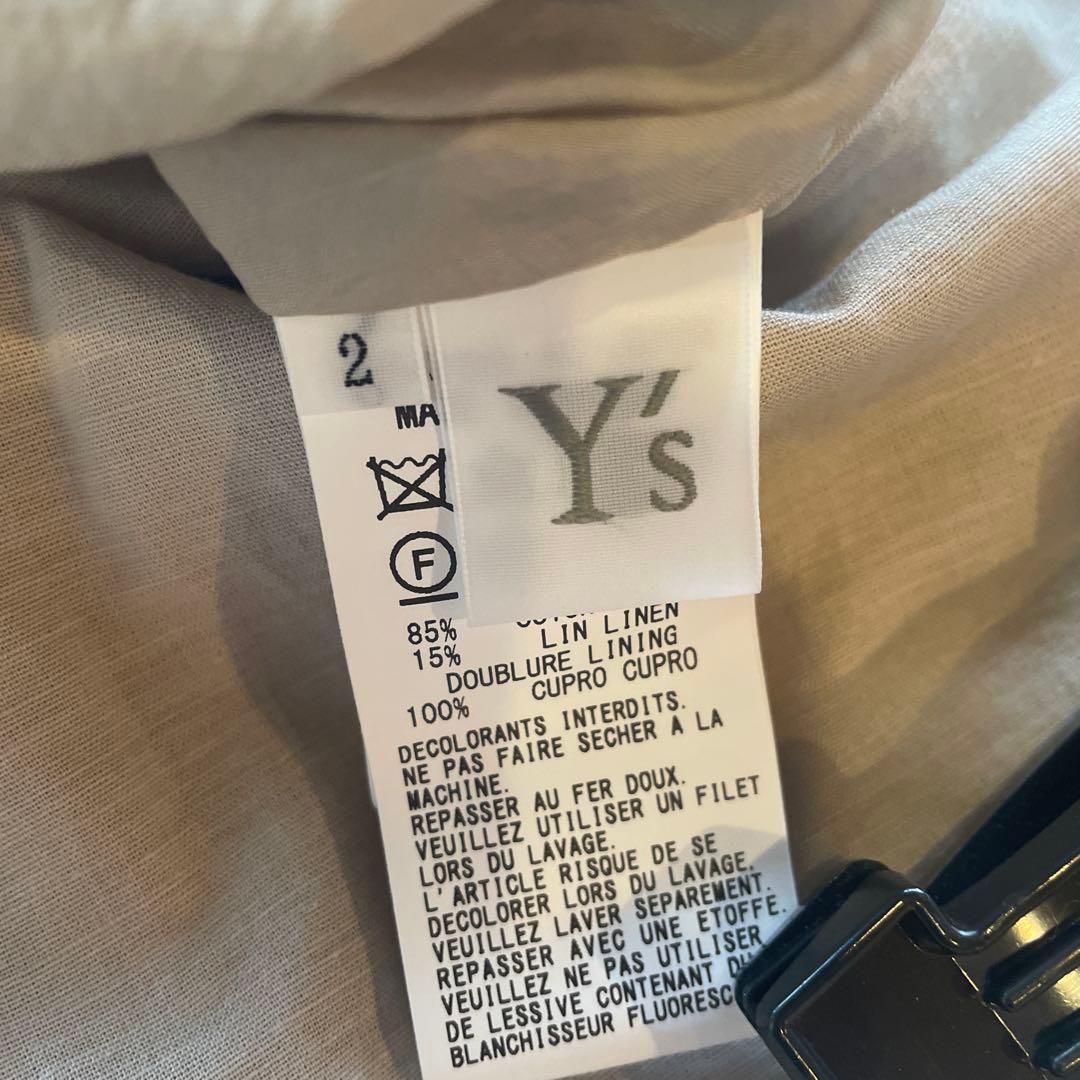 2
Y's
MA
F
85%
15% LIN LINEN
DOUBLURE LINING
100% CUPRO CUPRO
DECOLORANTS INTERDITS.
NE PAS FAIRE SECHER A LA
MACHINE.
REPASSER AU FER DOUX.
VEUILLEZ UTILISER UN FILET
LORS DU LAVAGE.
L'ARTICLE RISQUE DE SE
DECOLORER LORS DU LAVAGE.
VEUILLEZ LAVER SEPAREMENT.
REPASSER AVEC UNE ETOFFE.
VEUILLEZ NE PAS UTILISER
DE LESSIVE CONTENANT DU
BLANCHISSEUR FLUORESC